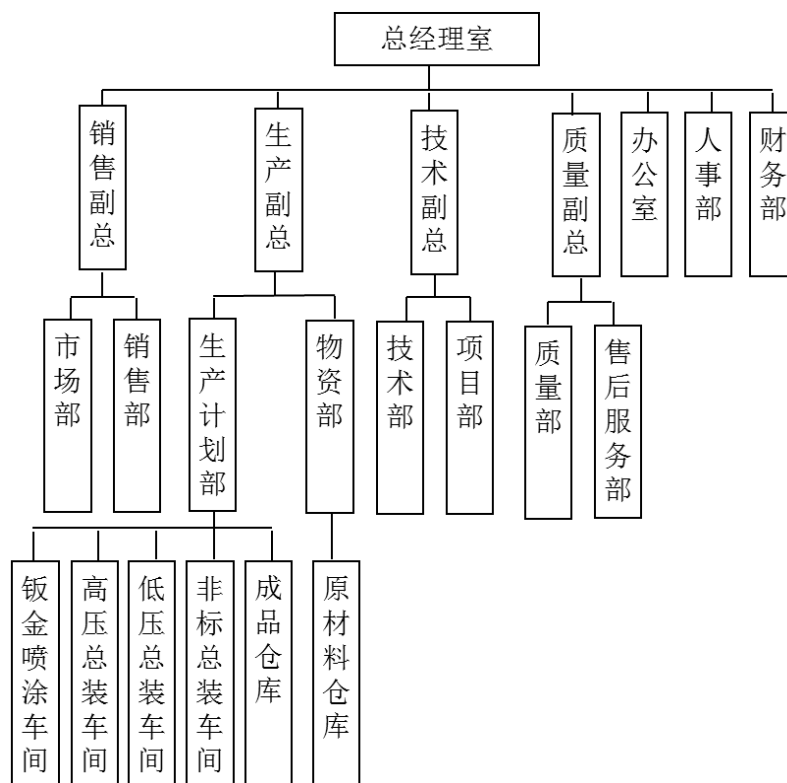 总经理室
销售副总
生产副总
技术副总
质量副总
办公室
人事部
财务部
市场部
销售部
生产计划部
物资部
技术部
项目部
质量部
售后服务部
钣金喷涂车间
高压总装车间
低压总装车间
非标总装车间
成品仓库
原材料仓库